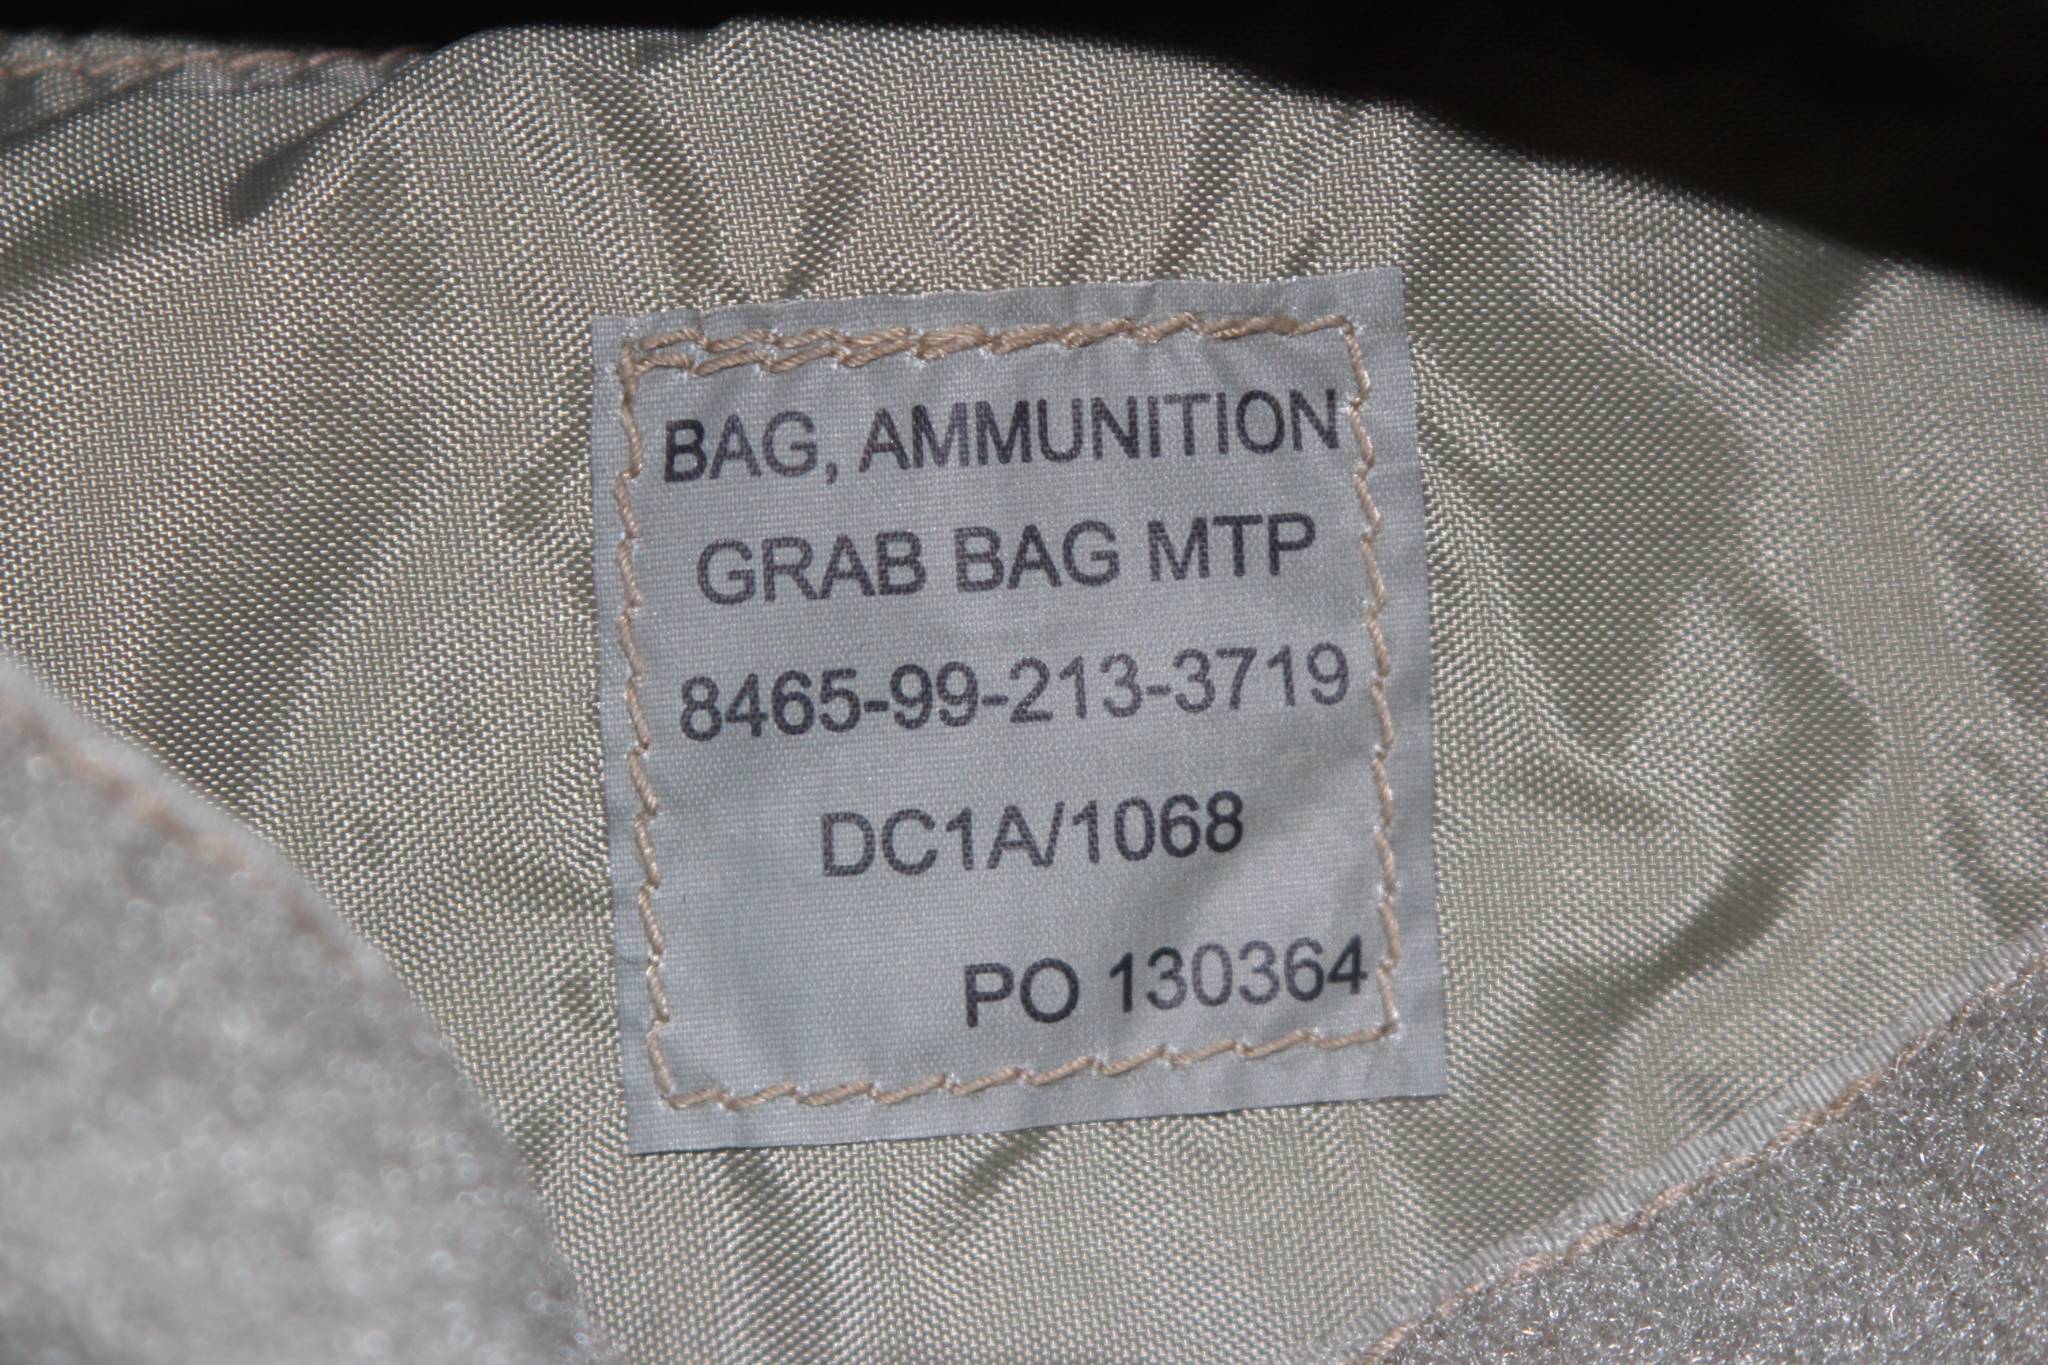 BAG, AMMUNITION
GRAB BAG MTP
8465-99-213-3719
DC1A/1068
PO 130364